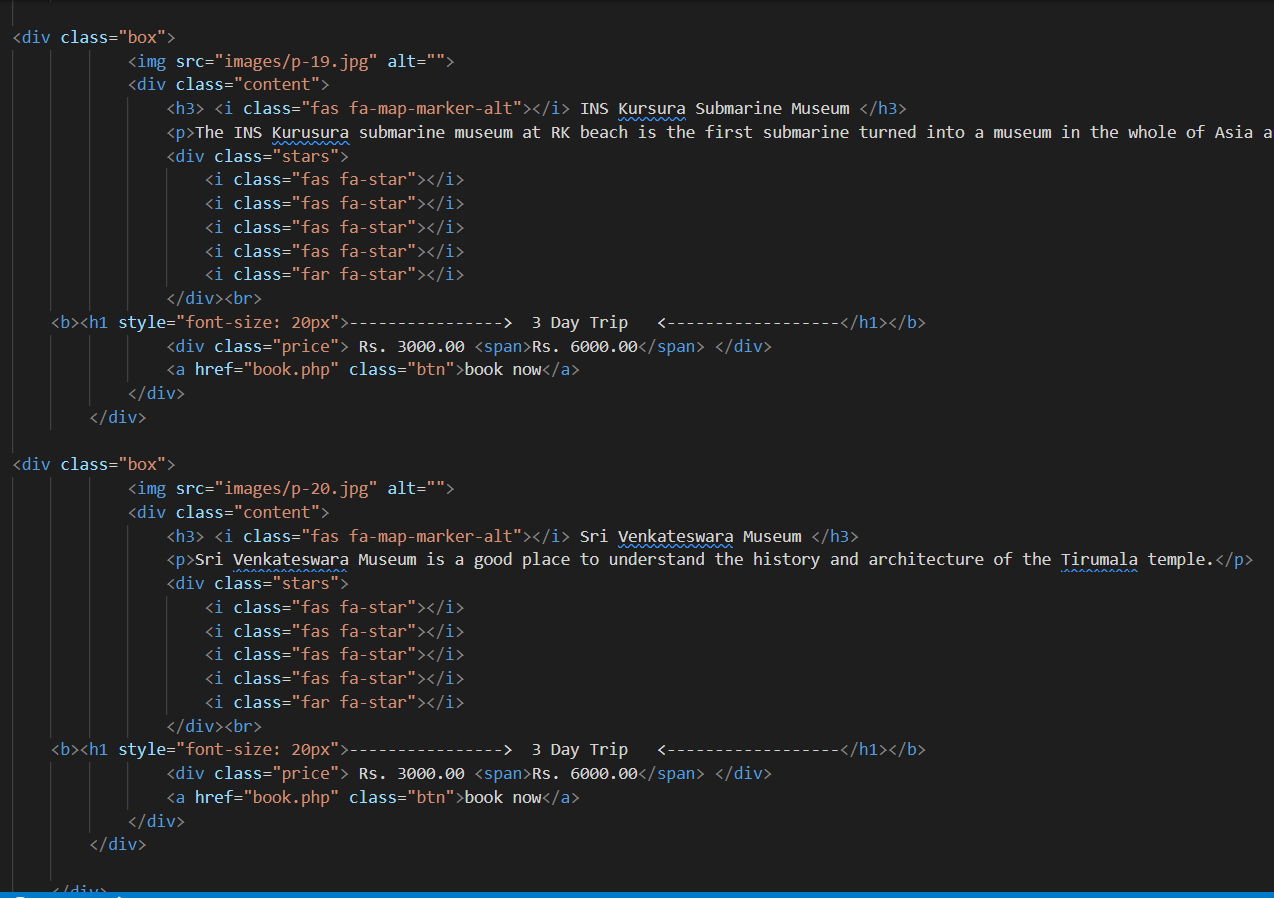 <div class="box">
<img src="images/p-19.jpg" alt="">
<div class="content">
<h3> <i class="fas fa-map-marker-alt"></i> INS Kursura Submarine Museum </h3>
<p>The INS Kurusura submarine museum at RK beach is the first submarine turned into a museum in the whole of Asia a
<div class="stars">
<i class="fas fa-star"></i>
<i class="fas fa-star"></i>
<i class="fas fa-star"></i>
<i class="fas fa-star"></i>
<i class="far fa-star"></i>
</div><br>
<b><h1 style="font-size: 20px">----------------> 3 Day Trip <------------------</h1></b>
<div class="price"> Rs. 3000.00 <span>Rs. 6000.00</span> </div>
<a href="book.php" class="btn">book now</a>
</div>
</div>
<div class="box">
<img src="images/p-20.jpg" alt="">
<div class="content">
<h3> <i class="fas fa-map-marker-alt"></i> Sri Venkateswara Museum </h3>
<p>Sri Venkateswara Museum is a good place to understand the history and architecture of the Tirumala temple.</p>
<div class="stars">
<i class="fas fa-star"></i>
<i class="fas fa-star"></i>
<i class="fas fa-star"></i>
<i class="fas fa-star"></i>
<i class="far fa-star"></i>
</div><br>
<b><h1 style="font-size: 20px">----------------> 3 Day Trip <------------------</h1></b>
<div class="price"> Rs. 3000.00 <span>Rs. 6000.00</span> </div>
<a href="book.php" class="btn">book now</a>
</div>
</div>
</div>